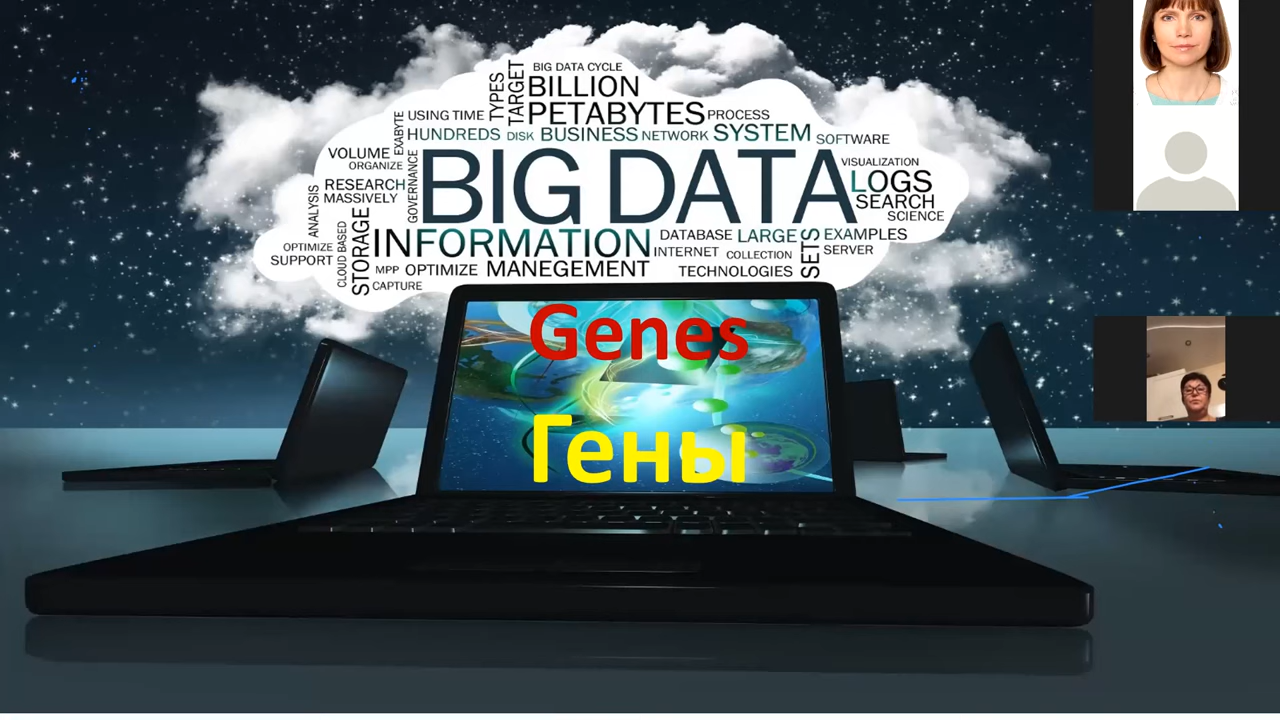 BIG DATA CYCLE
TYPES
TARGET
BILLION
PETABYTES
PROCESS
USING TIME
EXABYTE
HUNDREDS
DISK
BUSINESS
NETWORK
SYSTEM
SOFTWARE
VOLUME
ORGANIZE
GOVERNANCE
BIG DATA
VISUALIZATION
LOGS
RESEARCH
MASSIVELY
SEARCH
SCIENCE
ANALYSIS
CLOUD BASED
STORAGE
INFORMATION
DATABASE
LARGE
SETS
EXAMPLES
OPTIMIZE
SUPPORT
INTERNET
COLLECTION
SERVER
MPP
OPTIMIZE
MANEGEMENT
TECHNOLOGIES
CAPTURE
Genes
Гены